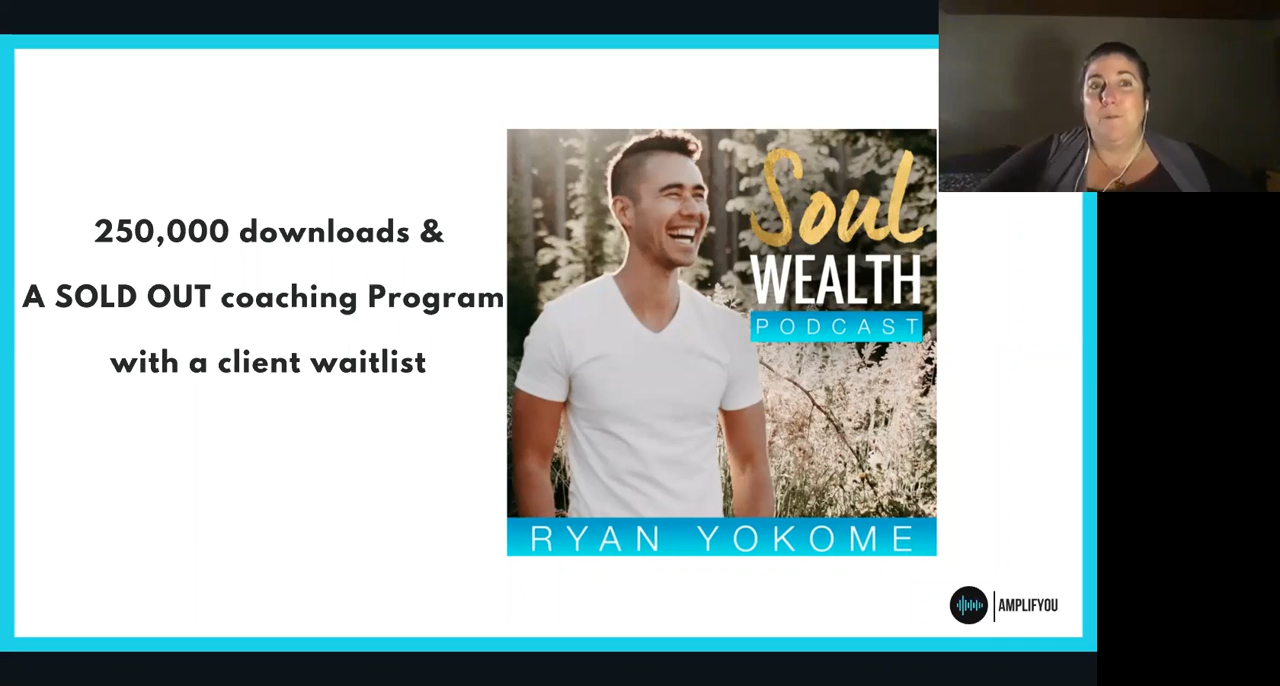 250,000 downloads &
A SOLD OUT coaching Program
with a client waitlist
Soul
WEALTH
PODCAST
RYAN YOKOME
AMPLIFYOU